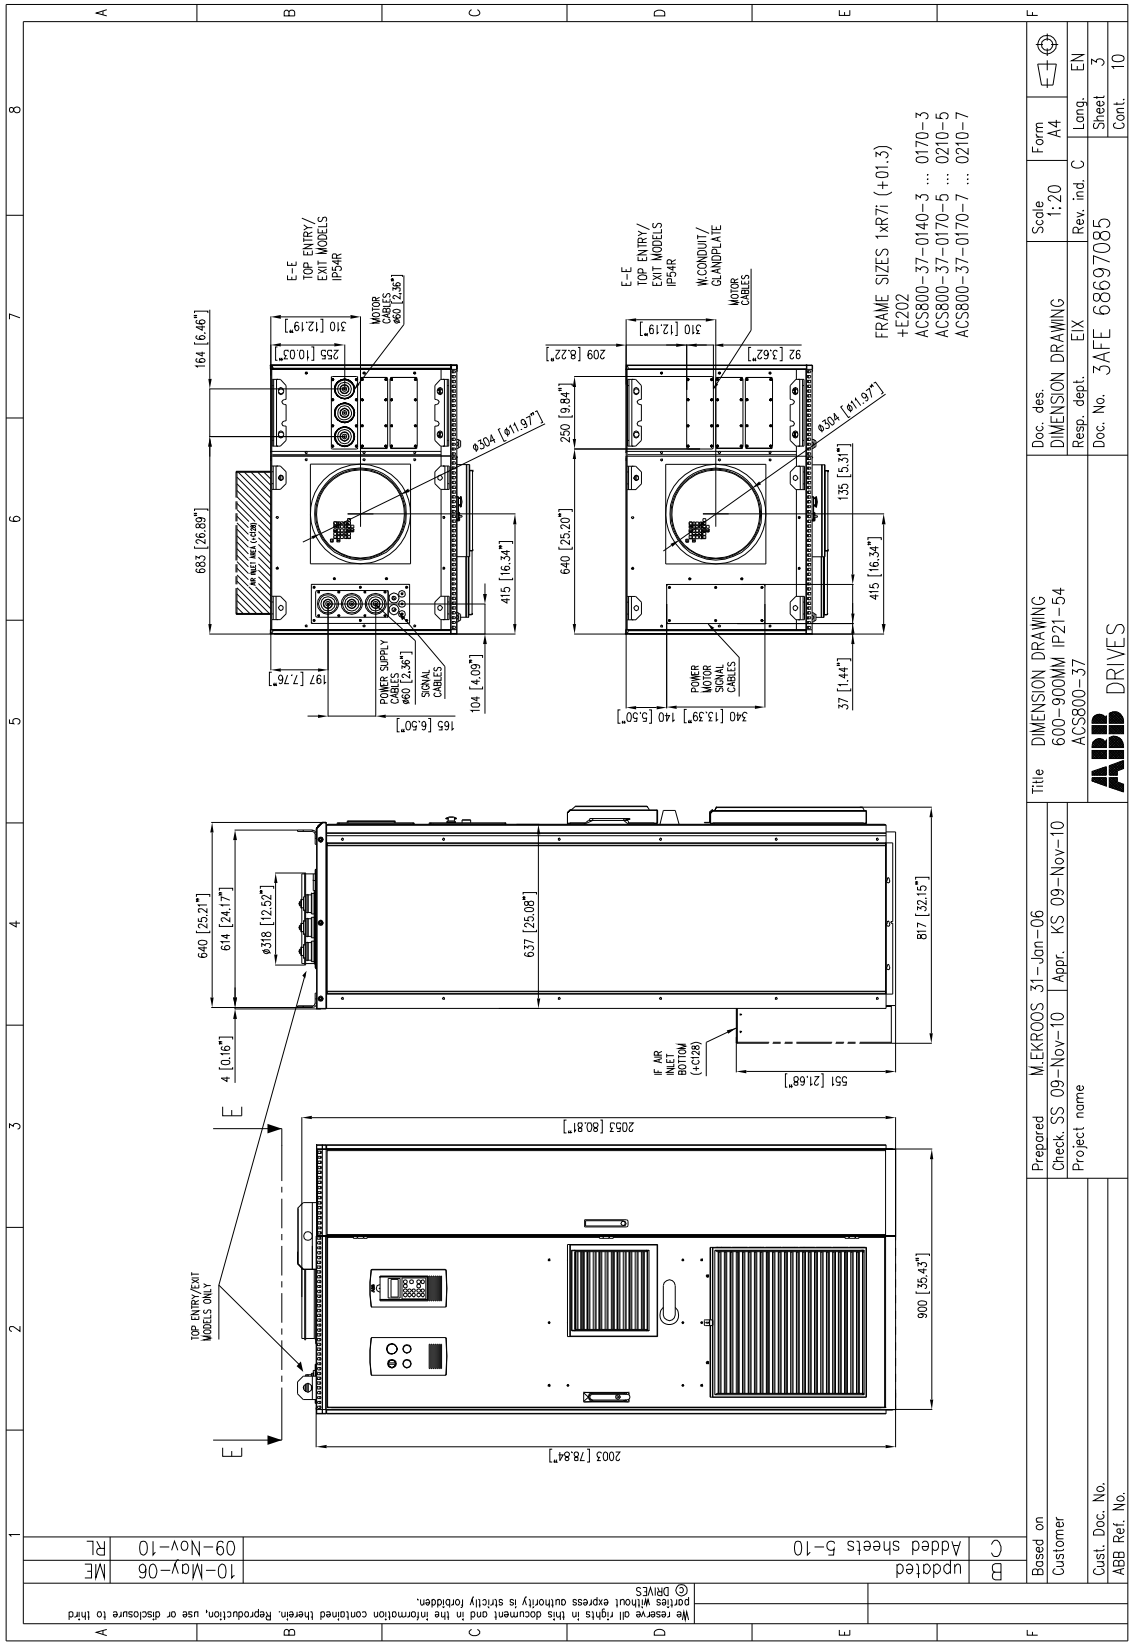 1
2
3
4
5
6
7
8
A
B
C
D
E
F
A
B
C
D
E
F
We reserve all rights in this document and in the information contained therein. Reproduction, use or disclosure to third
parties without express authority is strictly forbidden.
© DRIVES
B updated 10-May-06 ME
C Added sheets 5-10 09-Nov-10 RL
E
E
TOP ENTRY/EXIT
MODELS ONLY
2003 [78.84"]
2053 [80.81"]
900 [35.43"]
4 [0.16"]
640 [25.21"]
614 [24.17"]
ø318 [12.52"]
637 [25.08"]
817 [32.15"]
IF AIR
INLET
BOTTOM
(+C128)
551 [21.68"]
683 [26.89"]
164 [6.46"]
AIR INLET AREA (+C128)
197 [7.76"]
165 [6.50"]
POWER SUPPLY
CABLES
ø60 [2,36"]
SIGNAL
CABLES
104 [4.09"]
415 [16.34"]
ø304 [ø11.97"]
255 [10.03"]
310 [12.19"]
MOTOR
CABLES
ø60 [2,36"]
E-E
TOP ENTRY/
EXIT MODELS
IP54R
640 [25.20"]
250 [9.84"]
209 [8.22"]
310 [12.19"]
92 [3.62"]
140 [5.50"]
340 [13.39"]
POWER
MOTOR
SIGNAL
CABLES
37 [1.44"]
415 [16.34"]
135 [5.31"]
ø304 [ø11.97"]
MOTOR
CABLES
E-E
TOP ENTRY/
EXIT MODELS
IP54R
W.CONDUIT/
GLANDPLATE
FRAME SIZES 1xR7i (+01.3)
+E202
ACS800-37-0140-3 ... 0170-3
ACS800-37-0170-5 ... 0210-5
ACS800-37-0170-7 ... 0210-7
Based on
Customer
Cust. Doc. No.
ABB Ref. No.
Prepared M.EKROOS 31-Jan-06
Check. SS 09-Nov-10 Appr. KS 09-Nov-10
Project name
Title DIMENSION DRAWING
600-900MM IP21-54
ACS800-37
ABB DRIVES
Doc. des.
DIMENSION DRAWING
Resp. dept. EIX
Doc. No. 3AFE 68697085
Scale
1:20
Form
A4
Rev. ind. C
Lang. EN
Sheet 3
Cont. 10